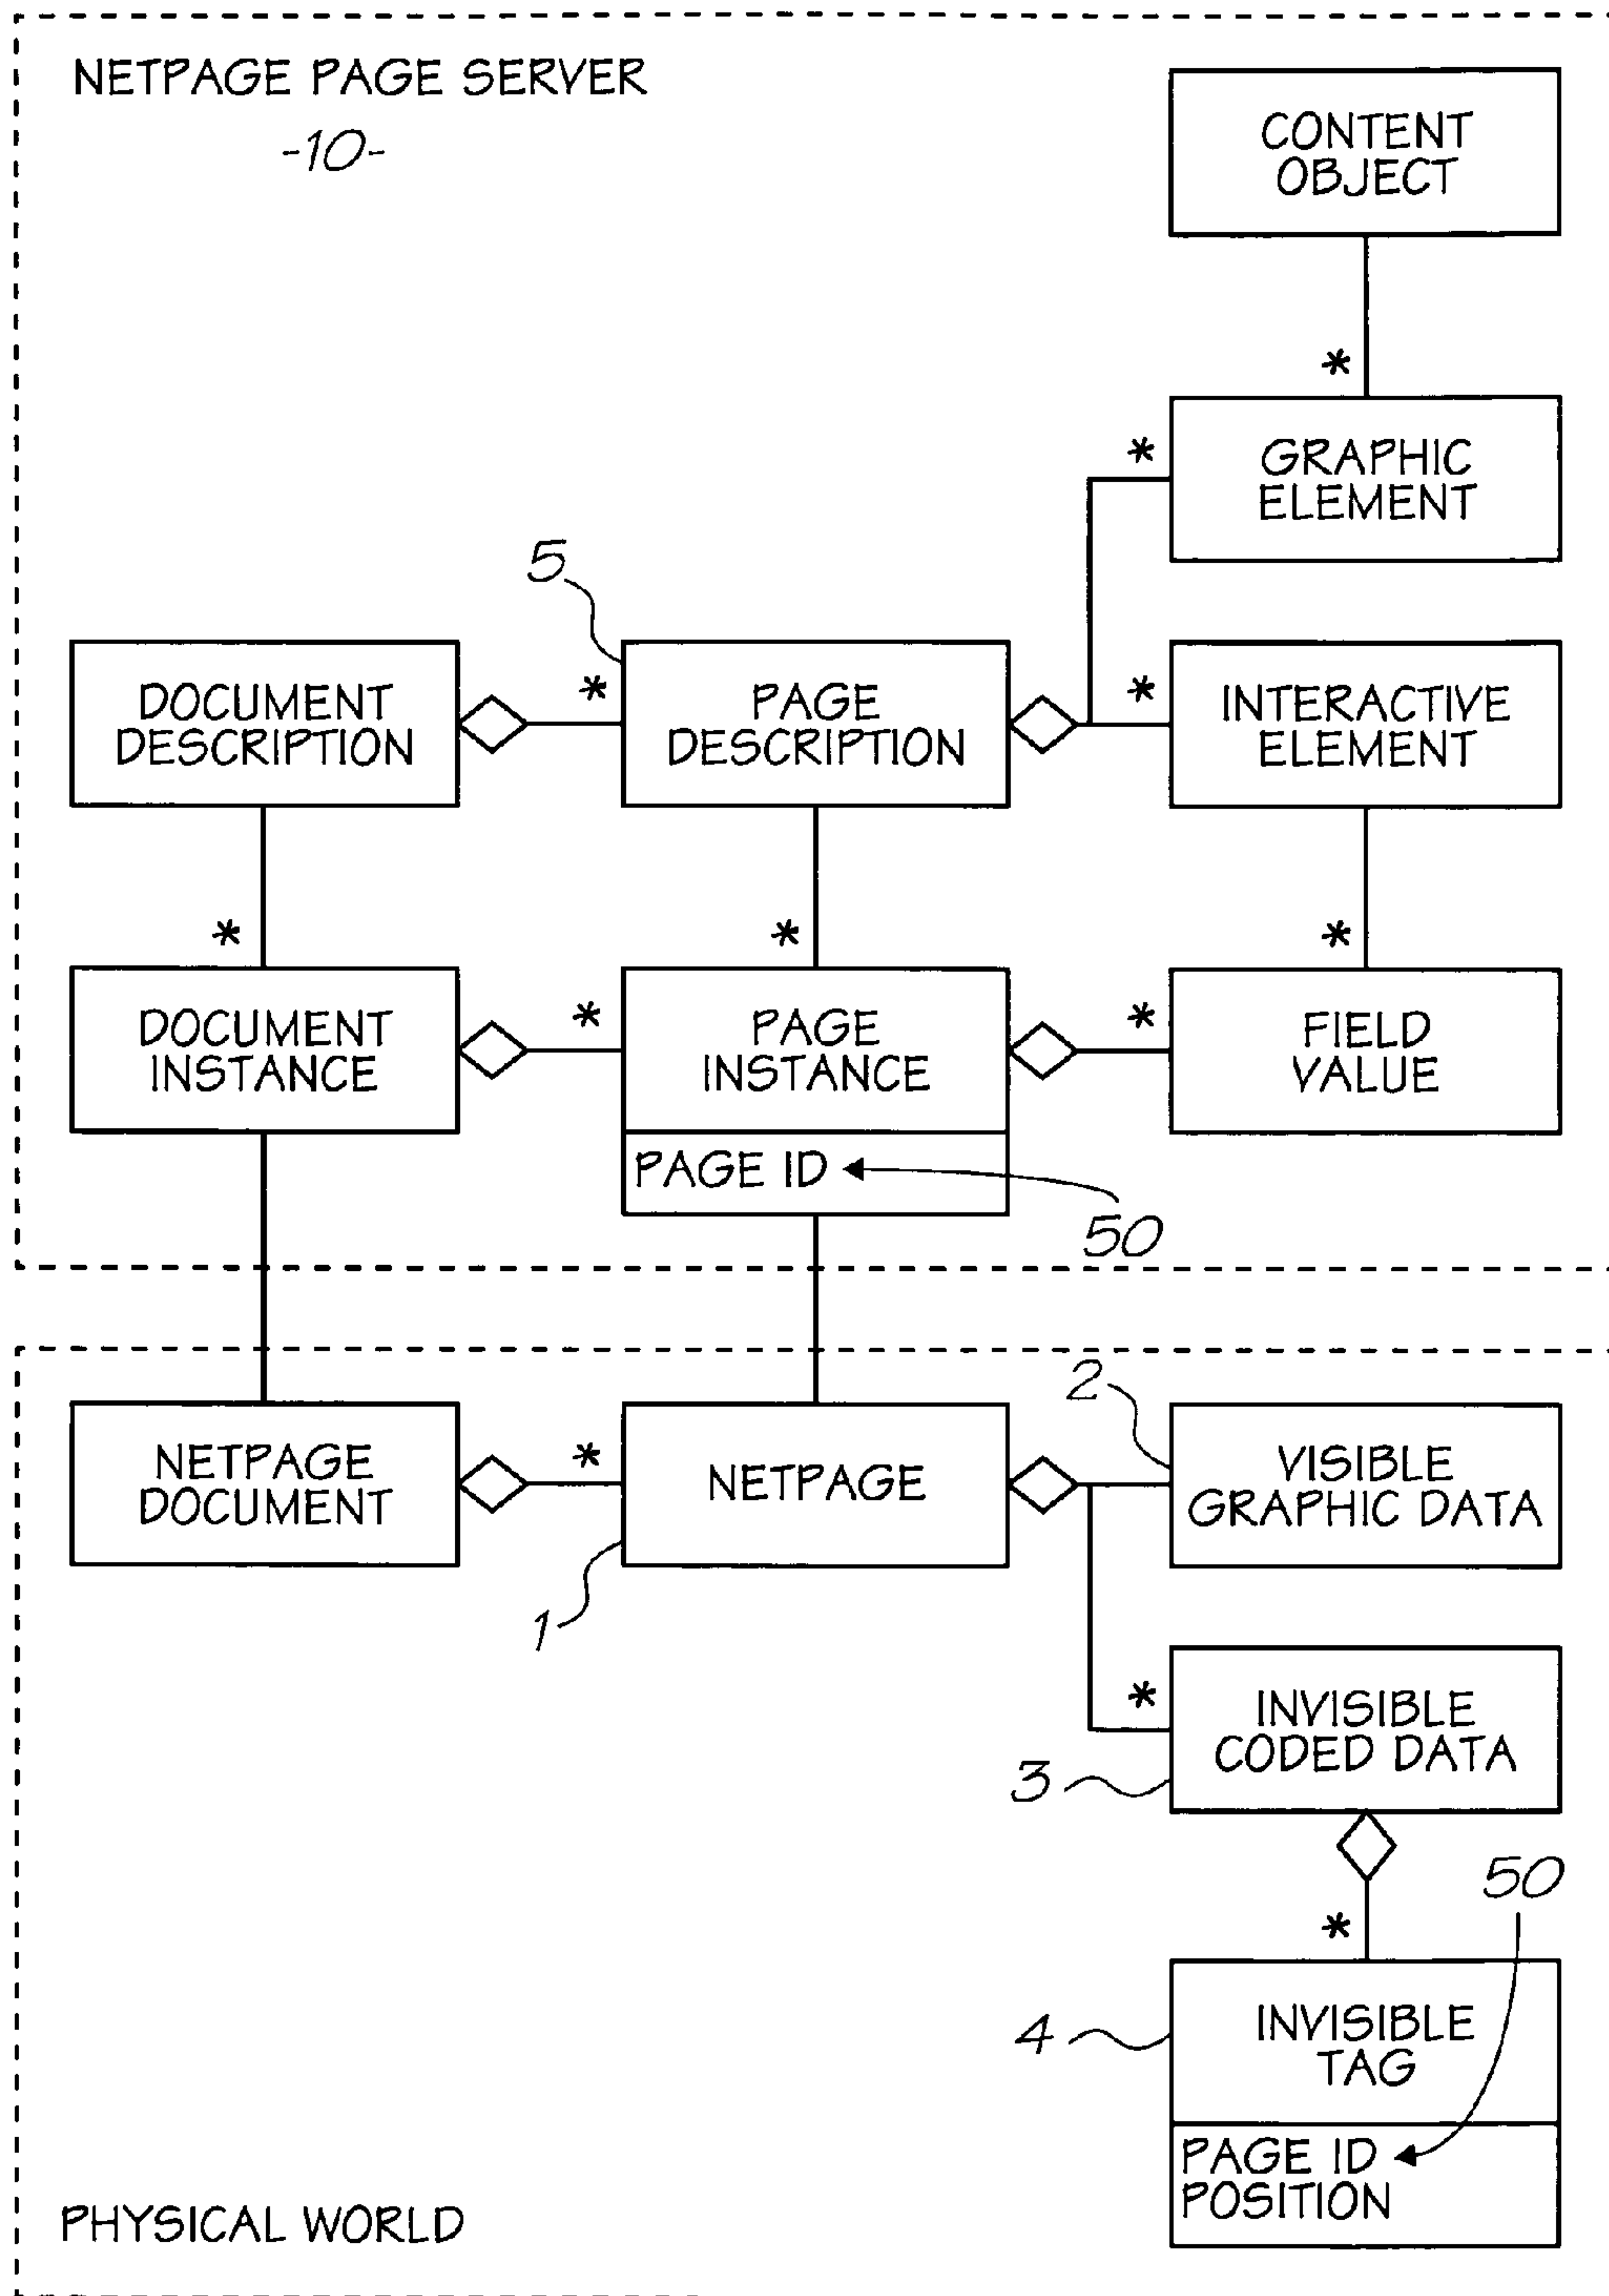 NETPAGE PAGE SERVER
-10-
CONTENT
OBJECT
*
*
GRAPHIC
ELEMENT
5
DOCUMENT
DESCRIPTION
*
PAGE
DESCRIPTION
*
INTERACTIVE
ELEMENT
*
*
*
DOCUMENT
INSTANCE
*
PAGE
INSTANCE
*
FIELD
VALUE
PAGE ID
50
2
NETPAGE
DOCUMENT
*
NETPAGE
VISIBLE
GRAPHIC DATA
1
*
INVISIBLE
CODED DATA
3
50
*
4
INVISIBLE
TAG
PAGE ID
POSITION
PHYSICAL WORLD